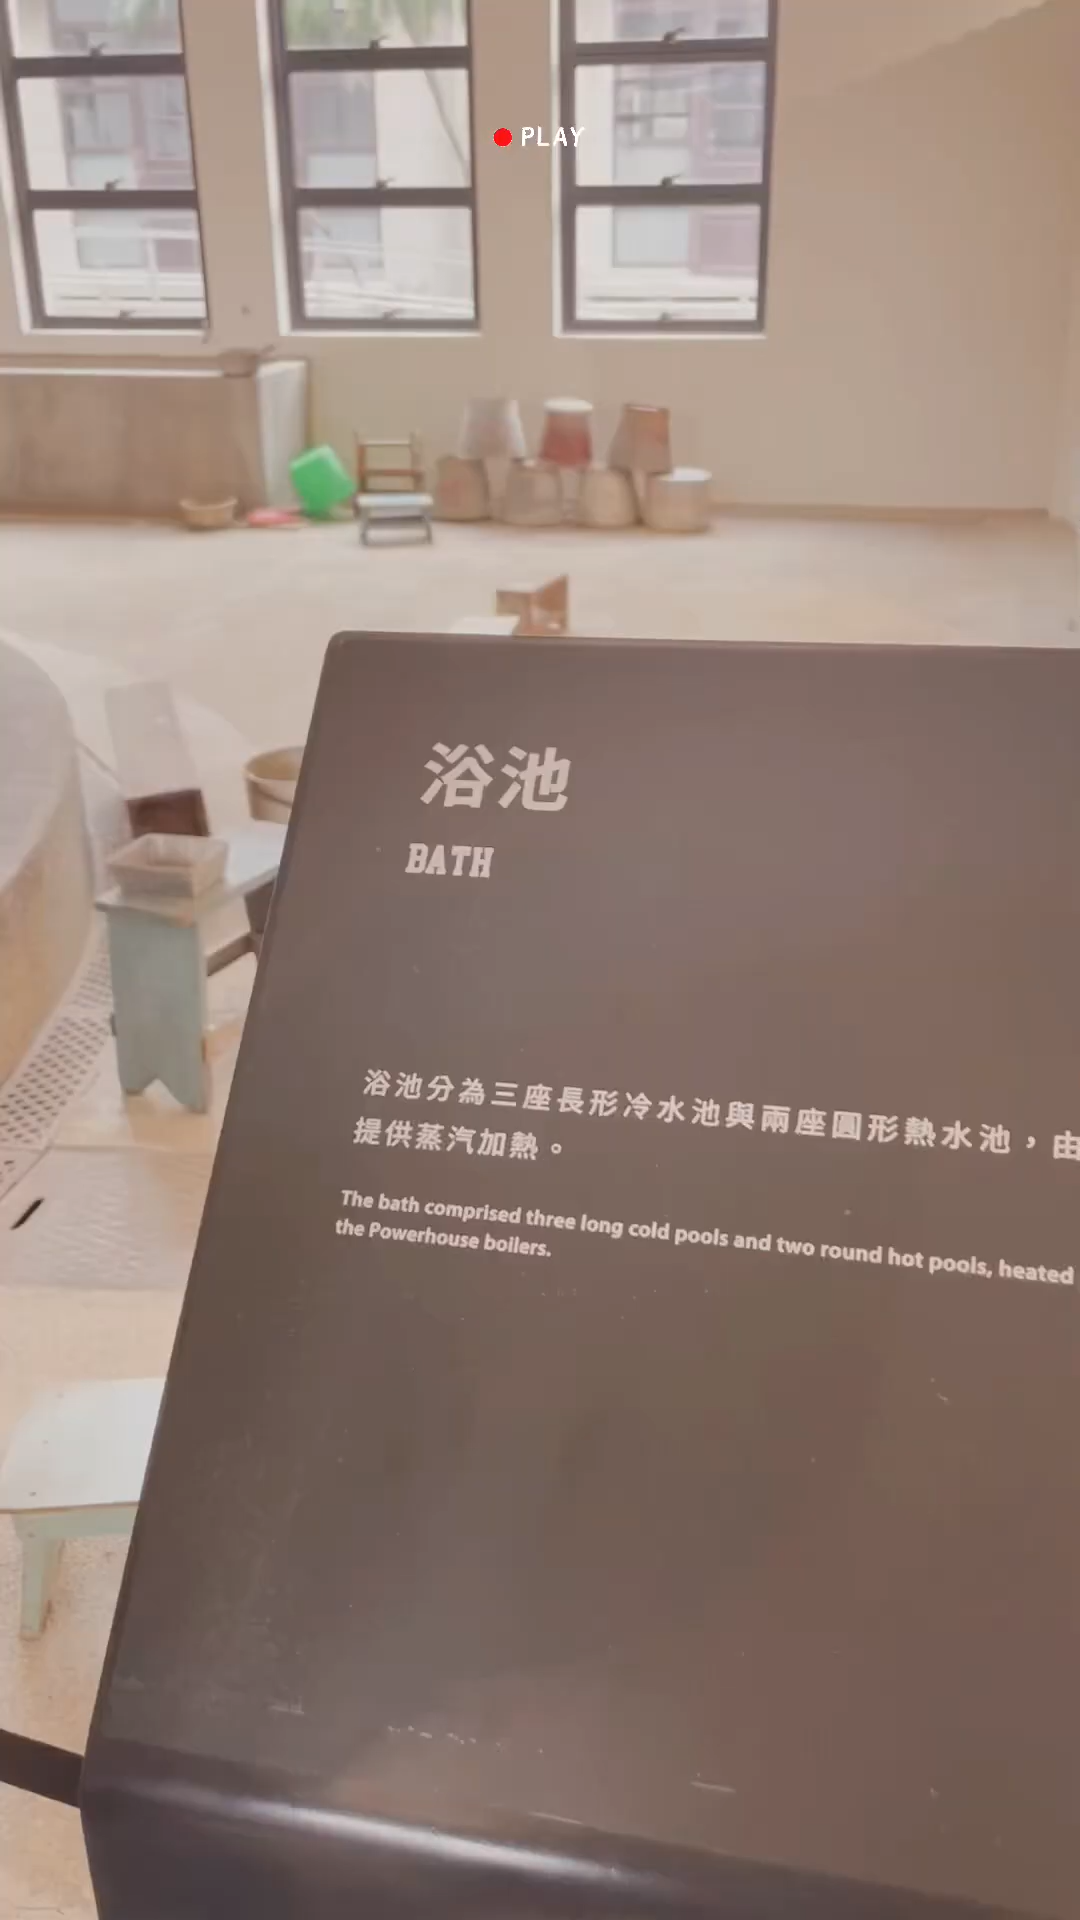 PLAY
浴池
BATH
浴池分為三座長形冷水池與兩座圓形熱水池，由
提供蒸汽加熱。
The bath comprised three long cold pools and two round hot pools, heated
the Powerhouse boilers.